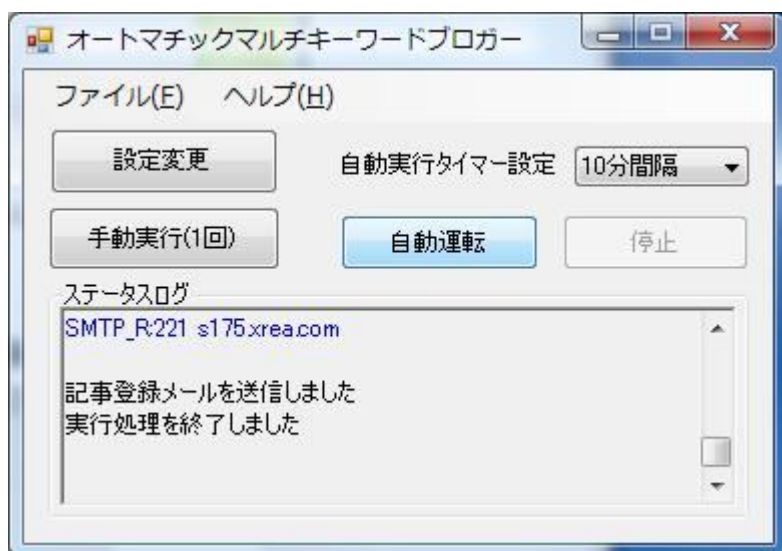 オートマチックマルチキーワードブロガー
ファイル(F) ヘルプ(H)
設定変更
自動実行タイマー設定 10分間隔
手動実行(1回)
自動運転
停止
ステータスログ
SMTP_R:221 s175.xrea.com
記事登録メールを送信しました
実行処理を終了しました